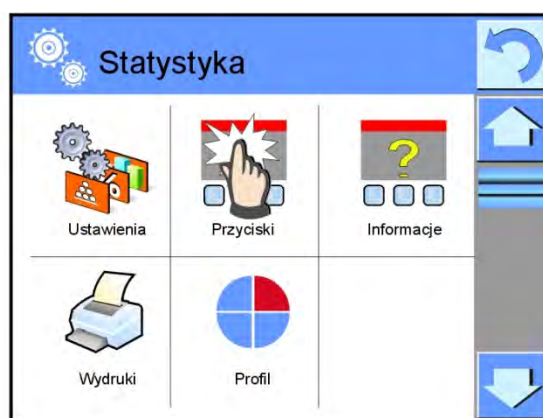 Statystyka
Ustawienia
Przyciski
Informacje
Wydruki
Profil